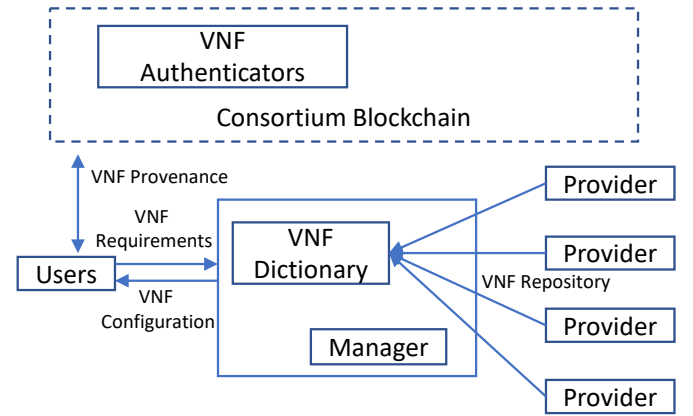 VNF
Authenticators
Consortium Blockchain
VNF Provenance
Provider
VNF
Requirements
VNF
Dictionary
Provider
Users
VNF Repository
VNF
Configuration
Provider
Manager
Provider